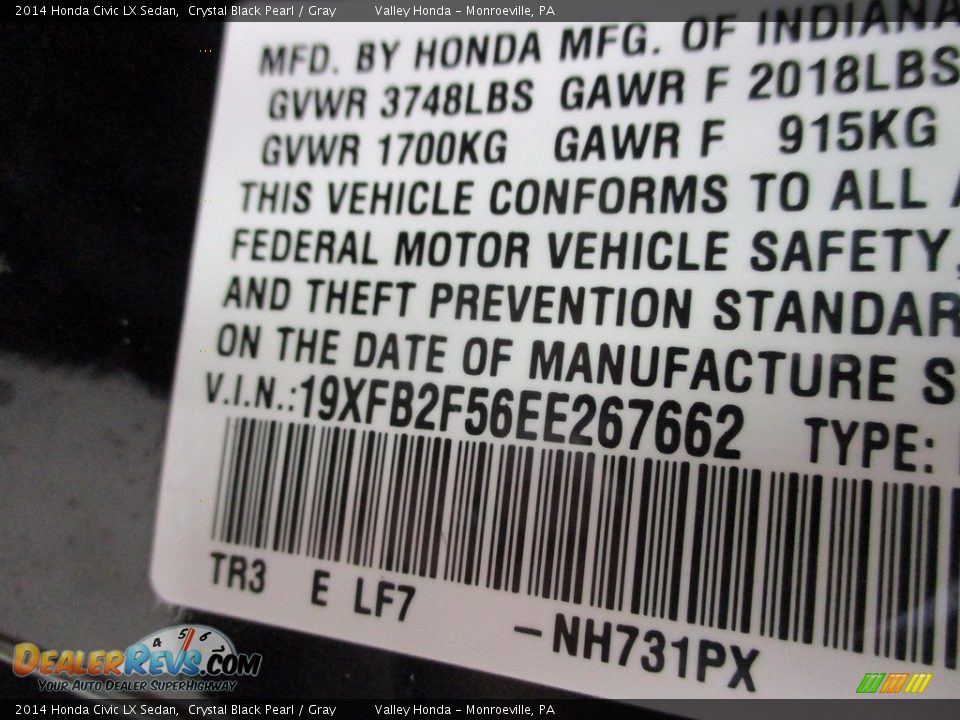 2014 Honda Civic LX Sedan, Crystal Black Pearl / Gray Valley Honda - Monroeville, PA
MFD. BY HONDA MFG. OF INDIANA
GVWR 3748LBS GAWR F 2018LBS
GVWR 1700KG GAWR F 915KG
THIS VEHICLE CONFORMS TO ALL A
FEDERAL MOTOR VEHICLE SAFETY,
AND THEFT PREVENTION STANDAR
ON THE DATE OF MANUFACTURE S
V.I.N.:19XFB2F56EE267662 TYPE:
TR3 E LF7
-NH731PX
4 5 6
DEALERREVS.COM
YOUR AUTO DEALER SUPERHIGHWAY
2014 Honda Civic LX Sedan, Crystal Black Pearl / Gray Valley Honda - Monroeville, PA